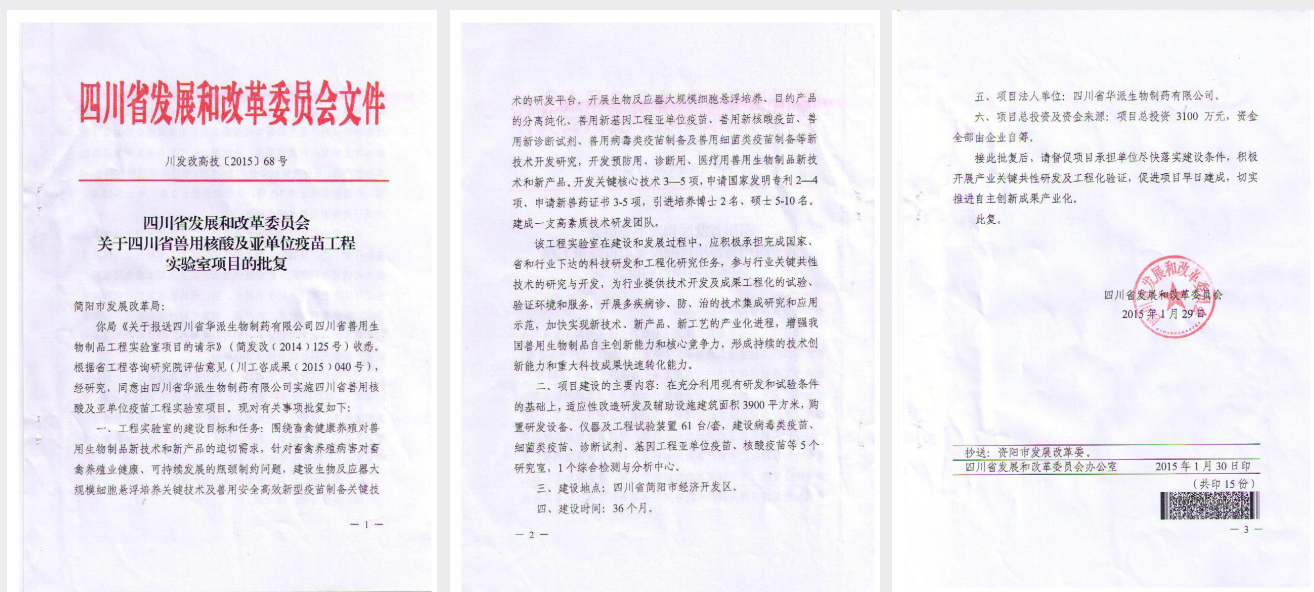 四川省发展和改革委员会文件
川发改高技〔2015〕68号
四川省发展和改革委员会
关于四川省兽用核酸及亚单位疫苗工程
实验室项目的批复
简阳市发展改革局:
你局《关于报送四川省华派生物制药有限公司四川省兽用生
物制品工程实验室项目的请示》(简发改〔2014〕125号)收悉。
根据省工程咨询研究院评估意见(川工咨成果〔2015〕040号),
经研究,同意由四川省华派生物制药有限公司实施四川省兽用核
酸及亚单位疫苗工程实验室项目。现对有关事项批复如下:
一、工程实验室的建设目标和任务:围绕畜禽健康养殖对兽
用生物制品新技术和新产品的迫切需求,针对畜禽养殖病害对畜
禽养殖业健康、可持续发展的瓶颈制约问题,建设生物反应器大
规模细胞悬浮培养关键技术及兽用安全高效新型疫苗制备关键技
— 1 —
术的研发平台。开展生物反应器大规模细胞悬浮培养、目的产品
的分离纯化、兽用新基因工程亚单位疫苗、兽用新核酸疫苗、兽
用新诊断试剂、兽用病毒类疫苗制备及兽用细菌类疫苗制备等新
技术开发研究,开发预防用、诊断用、医疗用兽用生物制品新技
术和新产品。开发关键核心技术3—5项,申请国家发明专利2—4
项、申请新兽药证书3-5项,引进培养博士2名、硕士5-10名。
建成一支高素质技术研发团队。
该工程实验室在建设和发展过程中,应积极承担完成国家、
省和行业下达的科技研发和工程化研究任务,参与行业关键共性
技术的研究与开发,为行业提供技术开发及成果工程化的试验、
验证环境和服务,开展多疾病诊、防、治的技术集成研究和应用
示范,加快实现新技术、新产品、新工艺的产业化进程,增强我
国兽用生物制品自主创新能力和核心竞争力,形成持续的技术创
新能力和重大科技成果快速转化能力。
二、项目建设的主要内容:在充分利用现有研发和试验条件
的基础上,适应性改造研发及辅助设施建筑面积3900平方米,购
置研发设备、仪器及工程试验装置61台/套,建设病毒类疫苗、
细菌类疫苗、诊断试剂、基因工程亚单位疫苗、核酸疫苗等5个
研究室,1个综合检测与分析中心。
三、建设地点:四川省简阳市经济开发区。
四、建设时间:36个月。
— 2 —
五、项目法人单位:四川省华派生物制药有限公司。
六、项目总投资及资金来源:项目总投资3100万元,资金
全部由企业自筹。
接此批复后,请督促项目承担单位尽快落实建设条件,积极
开展产业关键共性研发及工程化验证,促进项目早日建成,切实
推进自主创新成果产业化。
此复。
四川省发展和改革委员会
2015年1月29日
抄送:资阳市发展改革委。
四川省发展和改革委员会办公室 2015年1月30日印
(共印15份)
— 3 —